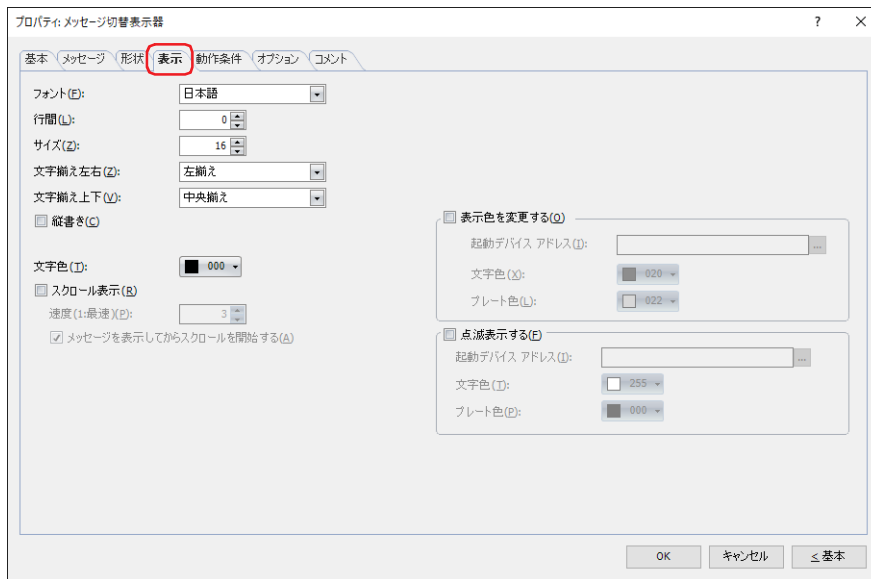 プロパティ: メッセージ切替表示器 ? ×
基本 メッセージ 形状 表示 動作条件 オプション コメント
フォント(F): 日本語
行間(L): 0
サイズ(Z): 16
文字揃え左右(Z): 左揃え
文字揃え上下(V): 中央揃え
縦書き(C)
文字色(T): 000
スクロール表示(R)
速度(1:最速)(P): 3
メッセージを表示してからスクロールを開始する(A)
表示色を変更する(O)
起動デバイス アドレス(I): ...
文字色(X): 020
プレート色(L): 022
点滅表示する(F)
起動デバイス アドレス(I): ...
文字色(T): 255
プレート色(P): 000
OK キャンセル ≤ 基本